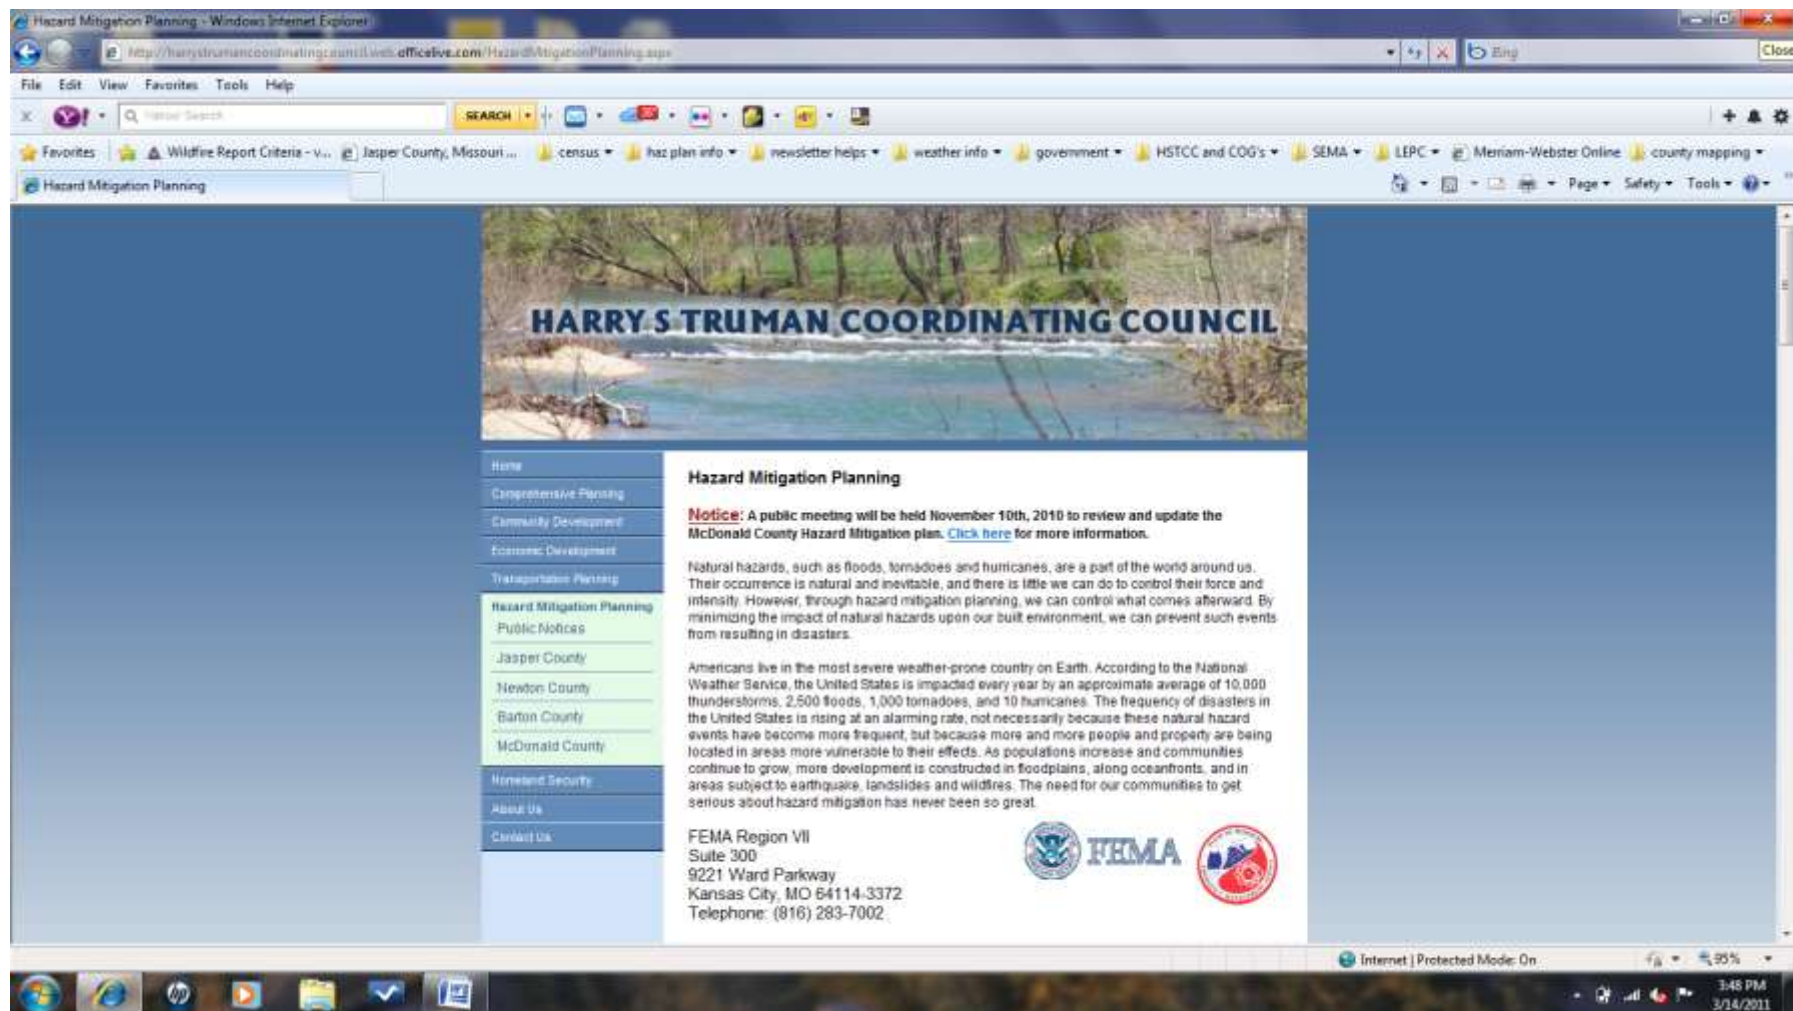 Hazard Mitigation Planning - Windows Internet Explorer
http://harrystrumancoordinatingcouncil.web.officelive.com/HazardMitigationPlanning.aspx
Bing
Close
File Edit View Favorites Tools Help
x Y! Yahoo! Search SEARCH
Favorites Wildfire Report Criteria - v... Jasper County, Missouri ... census haz plan info newsletter helps weather info government HSTCC and COG's SEMA LEPC Merriam-Webster Online county mapping
Hazard Mitigation Planning
Page Safety Tools
HARRY S TRUMAN COORDINATING COUNCIL
Home
Comprehensive Planning
Community Development
Economic Development
Transportation Planning
Hazard Mitigation Planning
Public Notices
Jasper County
Newton County
Barton County
McDonald County
Homeland Security
About Us
Contact Us
Hazard Mitigation Planning
Notice: A public meeting will be held November 10th, 2010 to review and update the
McDonald County Hazard Mitigation plan. Click here for more information.
Natural hazards, such as floods, tornadoes and hurricanes, are a part of the world around us.
Their occurrence is natural and inevitable, and there is little we can do to control their force and
intensity. However, through hazard mitigation planning, we can control what comes afterward. By
minimizing the impact of natural hazards upon our built environment, we can prevent such events
from resulting in disasters.
Americans live in the most severe weather-prone country on Earth. According to the National
Weather Service, the United States is impacted every year by an approximate average of 10,000
thunderstorms, 2,500 floods, 1,000 tornadoes, and 10 hurricanes. The frequency of disasters in
the United States is rising at an alarming rate, not necessarily because these natural hazard
events have become more frequent, but because more and more people and property are being
located in areas more vulnerable to their effects. As populations increase and communities
continue to grow, more development is constructed in floodplains, along oceanfronts, and in
areas subject to earthquake, landslides and wildfires. The need for our communities to get
serious about hazard mitigation has never been so great.
FEMA Region VII
Suite 300
9221 Ward Parkway
Kansas City, MO 64114-3372
Telephone: (816) 283-7002
FEMA
Internet | Protected Mode: On
95%
3:48 PM
3/14/2011